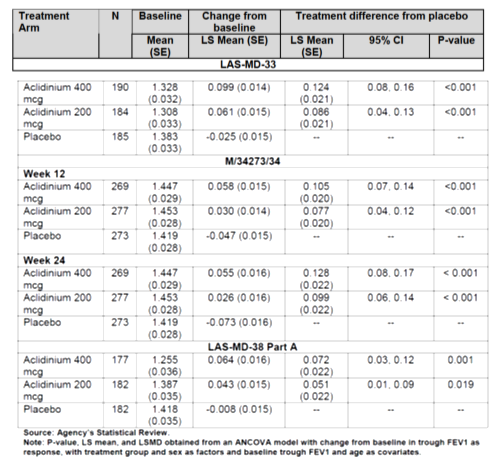 Treatment Arm N Baseline Change from baseline Treatment difference from placebo
Mean (SE) LS Mean (SE) LS Mean (SE) 95% CI P-value
LAS-MD-33
Aclidinium 400 mcg 190 1.328 (0.032) 0.099 (0.014) 0.124 (0.021) 0.08, 0.16 <0.001
Aclidinium 200 mcg 184 1.308 (0.033) 0.061 (0.015) 0.086 (0.021) 0.04, 0.13 <0.001
Placebo 185 1.383 (0.033) -0.025 (0.015) -- -- --
M/34273/34
Week 12
Aclidinium 400 mcg 269 1.447 (0.029) 0.058 (0.015) 0.105 (0.020) 0.07, 0.14 <0.001
Aclidinium 200 mcg 277 1.453 (0.028) 0.030 (0.014) 0.077 (0.020) 0.04, 0.12 <0.001
Placebo 273 1.419 (0.028) -0.047 (0.015) -- -- --
Week 24
Aclidinium 400 mcg 269 1.447 (0.029) 0.055 (0.016) 0.128 (0.022) 0.08, 0.17 < 0.001
Aclidinium 200 mcg 277 1.453 (0.028) 0.026 (0.016) 0.099 (0.022) 0.06, 0.14 < 0.001
Placebo 273 1.419 (0.028) -0.073 (0.016) -- -- --
LAS-MD-38 Part A
Aclidinium 400 mcg 177 1.255 (0.036) 0.064 (0.016) 0.072 (0.022) 0.03, 0.12 0.001
Aclidinium 200 mcg 182 1.387 (0.035) 0.043 (0.015) 0.051 (0.022) 0.01, 0.09 0.019
Placebo 182 1.418 (0.035) -0.008 (0.015) -- -- --
Source: Agency's Statistical Review.
Note: P-value, LS mean, and LSMD obtained from an ANCOVA model with change from baseline in trough FEV1 as
response, with treatment group and sex as factors and baseline trough FEV1 and age as covariates.